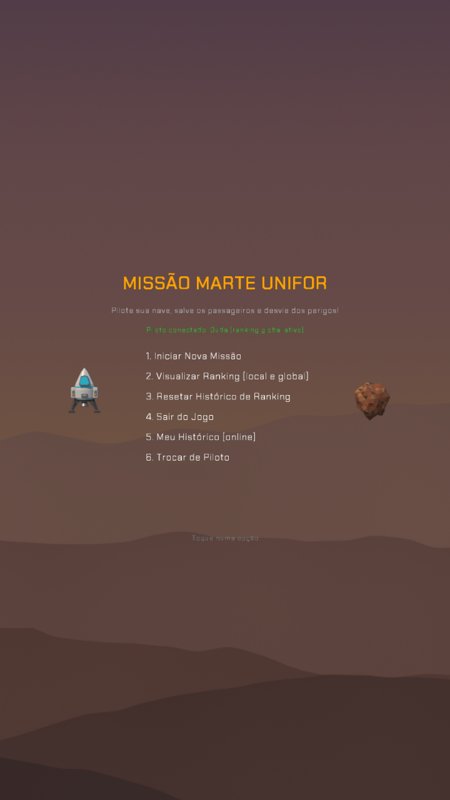 MISSÃO MARTE UNIFOR
Pilote sua nave, salve os passageiros e desvie dos perigos!
Piloto conectado: (ranking global ativo)
1. Iniciar Nova Missão
2. Visualizar Ranking (local e global)
3. Resetar Histórico de Ranking
4. Sair do Jogo
5. Meu Histórico (online)
6. Trocar de Piloto
Toque numa opção